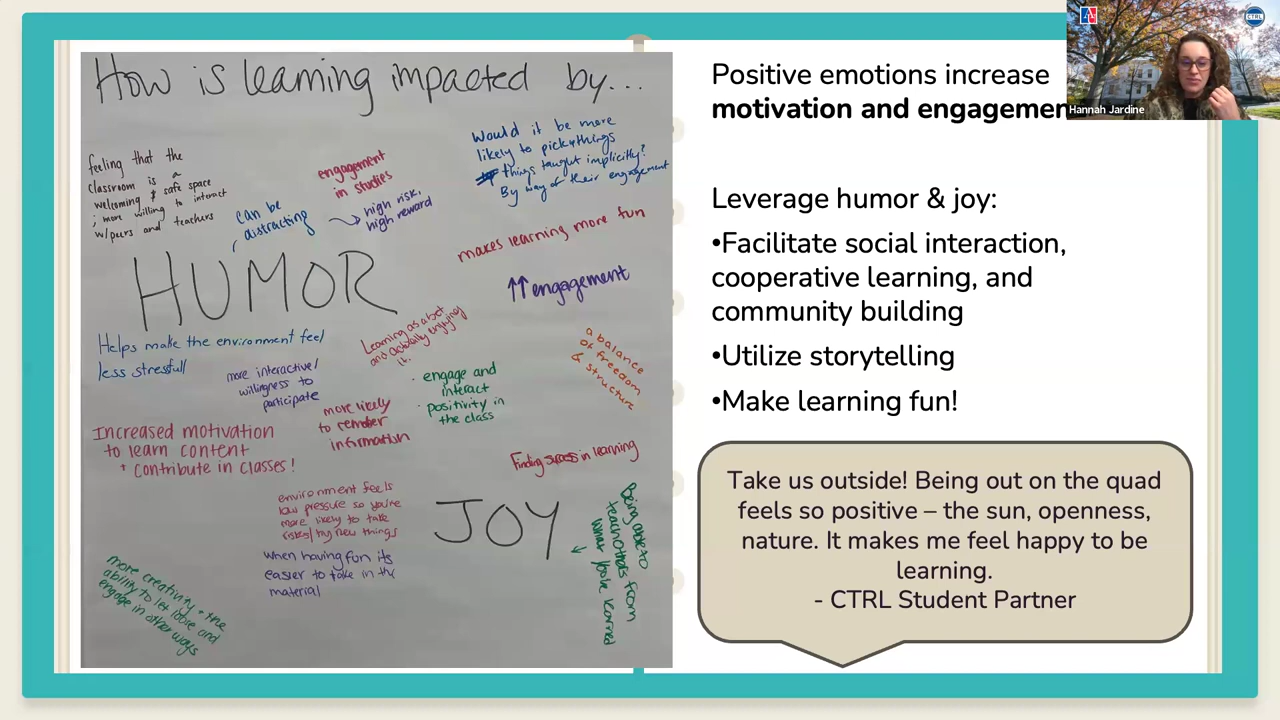 How is learning impacted by...
feeling that the
classroom is a
welcoming & safe space
; more willing to interact
w/peers and teachers
can be
distracting
engagement
in studies
high risk,
high reward
Would it be more
likely to pick
things taught implicitly?
By way of their engagement
makes learning more fun
↑↑ engagement
HUMOR
Helps make the environment feel
less stressful
more interactive/
willingness to
participate
Learning as a
and actually enjoying
it.
· engage and
interact
· positivity in
the class
a balance
of freedom
& structure
more likely
to remember
information
Increased motivation
to learn content
+ contribute in classes!
Finding success in learning
environment feels
low pressure so you're
more likely to take
risks/try new things
JOY
Being able to
teach others from
what you've learned
when having fun its
easier to take in the
material
more creativity + the
ability to let loose and
engage in other ways
Positive emotions increase
motivation and engagemen
Leverage humor & joy:
•Facilitate social interaction,
cooperative learning, and
community building
•Utilize storytelling
•Make learning fun!
Take us outside! Being out on the quad
feels so positive – the sun, openness,
nature. It makes me feel happy to be
learning.
- CTRL Student Partner
CTRL
Hannah Jardine